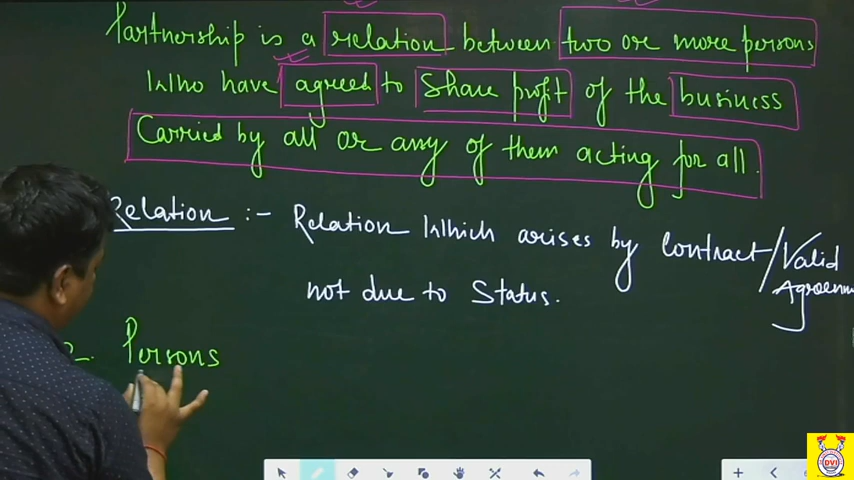 Partnership is a relation between two or more persons
Who have agreed to Share profit of the business
Carried by all or any of them acting for all.
Relation :- Relation Which arises by Contract/Valid
not due to Status. Agreem
2. Persons
DVI